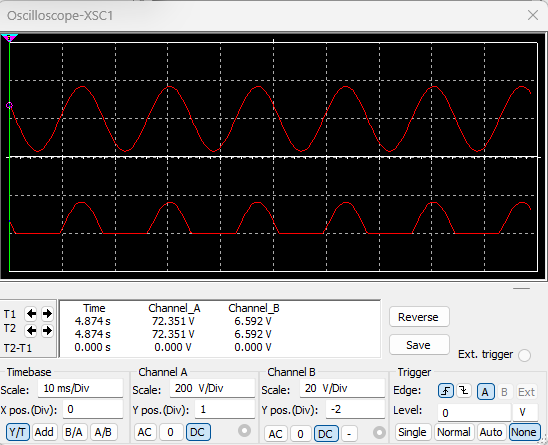 Oscilloscope-XSC1
T1
T2
T2-T1
Time Channel_A Channel_B
4.874 s 72.351 V 6.592 V
4.874 s 72.351 V 6.592 V
0.000 s 0.000 V 0.000 V
Reverse
Save
Ext. trigger
Timebase
Scale: 10 ms/Div
X pos.(Div): 0
Y/T Add B/A A/B
Channel A
Scale: 200 V/Div
Y pos.(Div): 1
AC 0 DC
Channel B
Scale: 20 V/Div
Y pos.(Div): -2
AC 0 DC -
Trigger
Edge: A B Ext
Level: 0 V
Single Normal Auto None